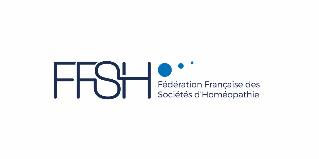 FFSH
Fédération Française des
Sociétés d'Homéopathie